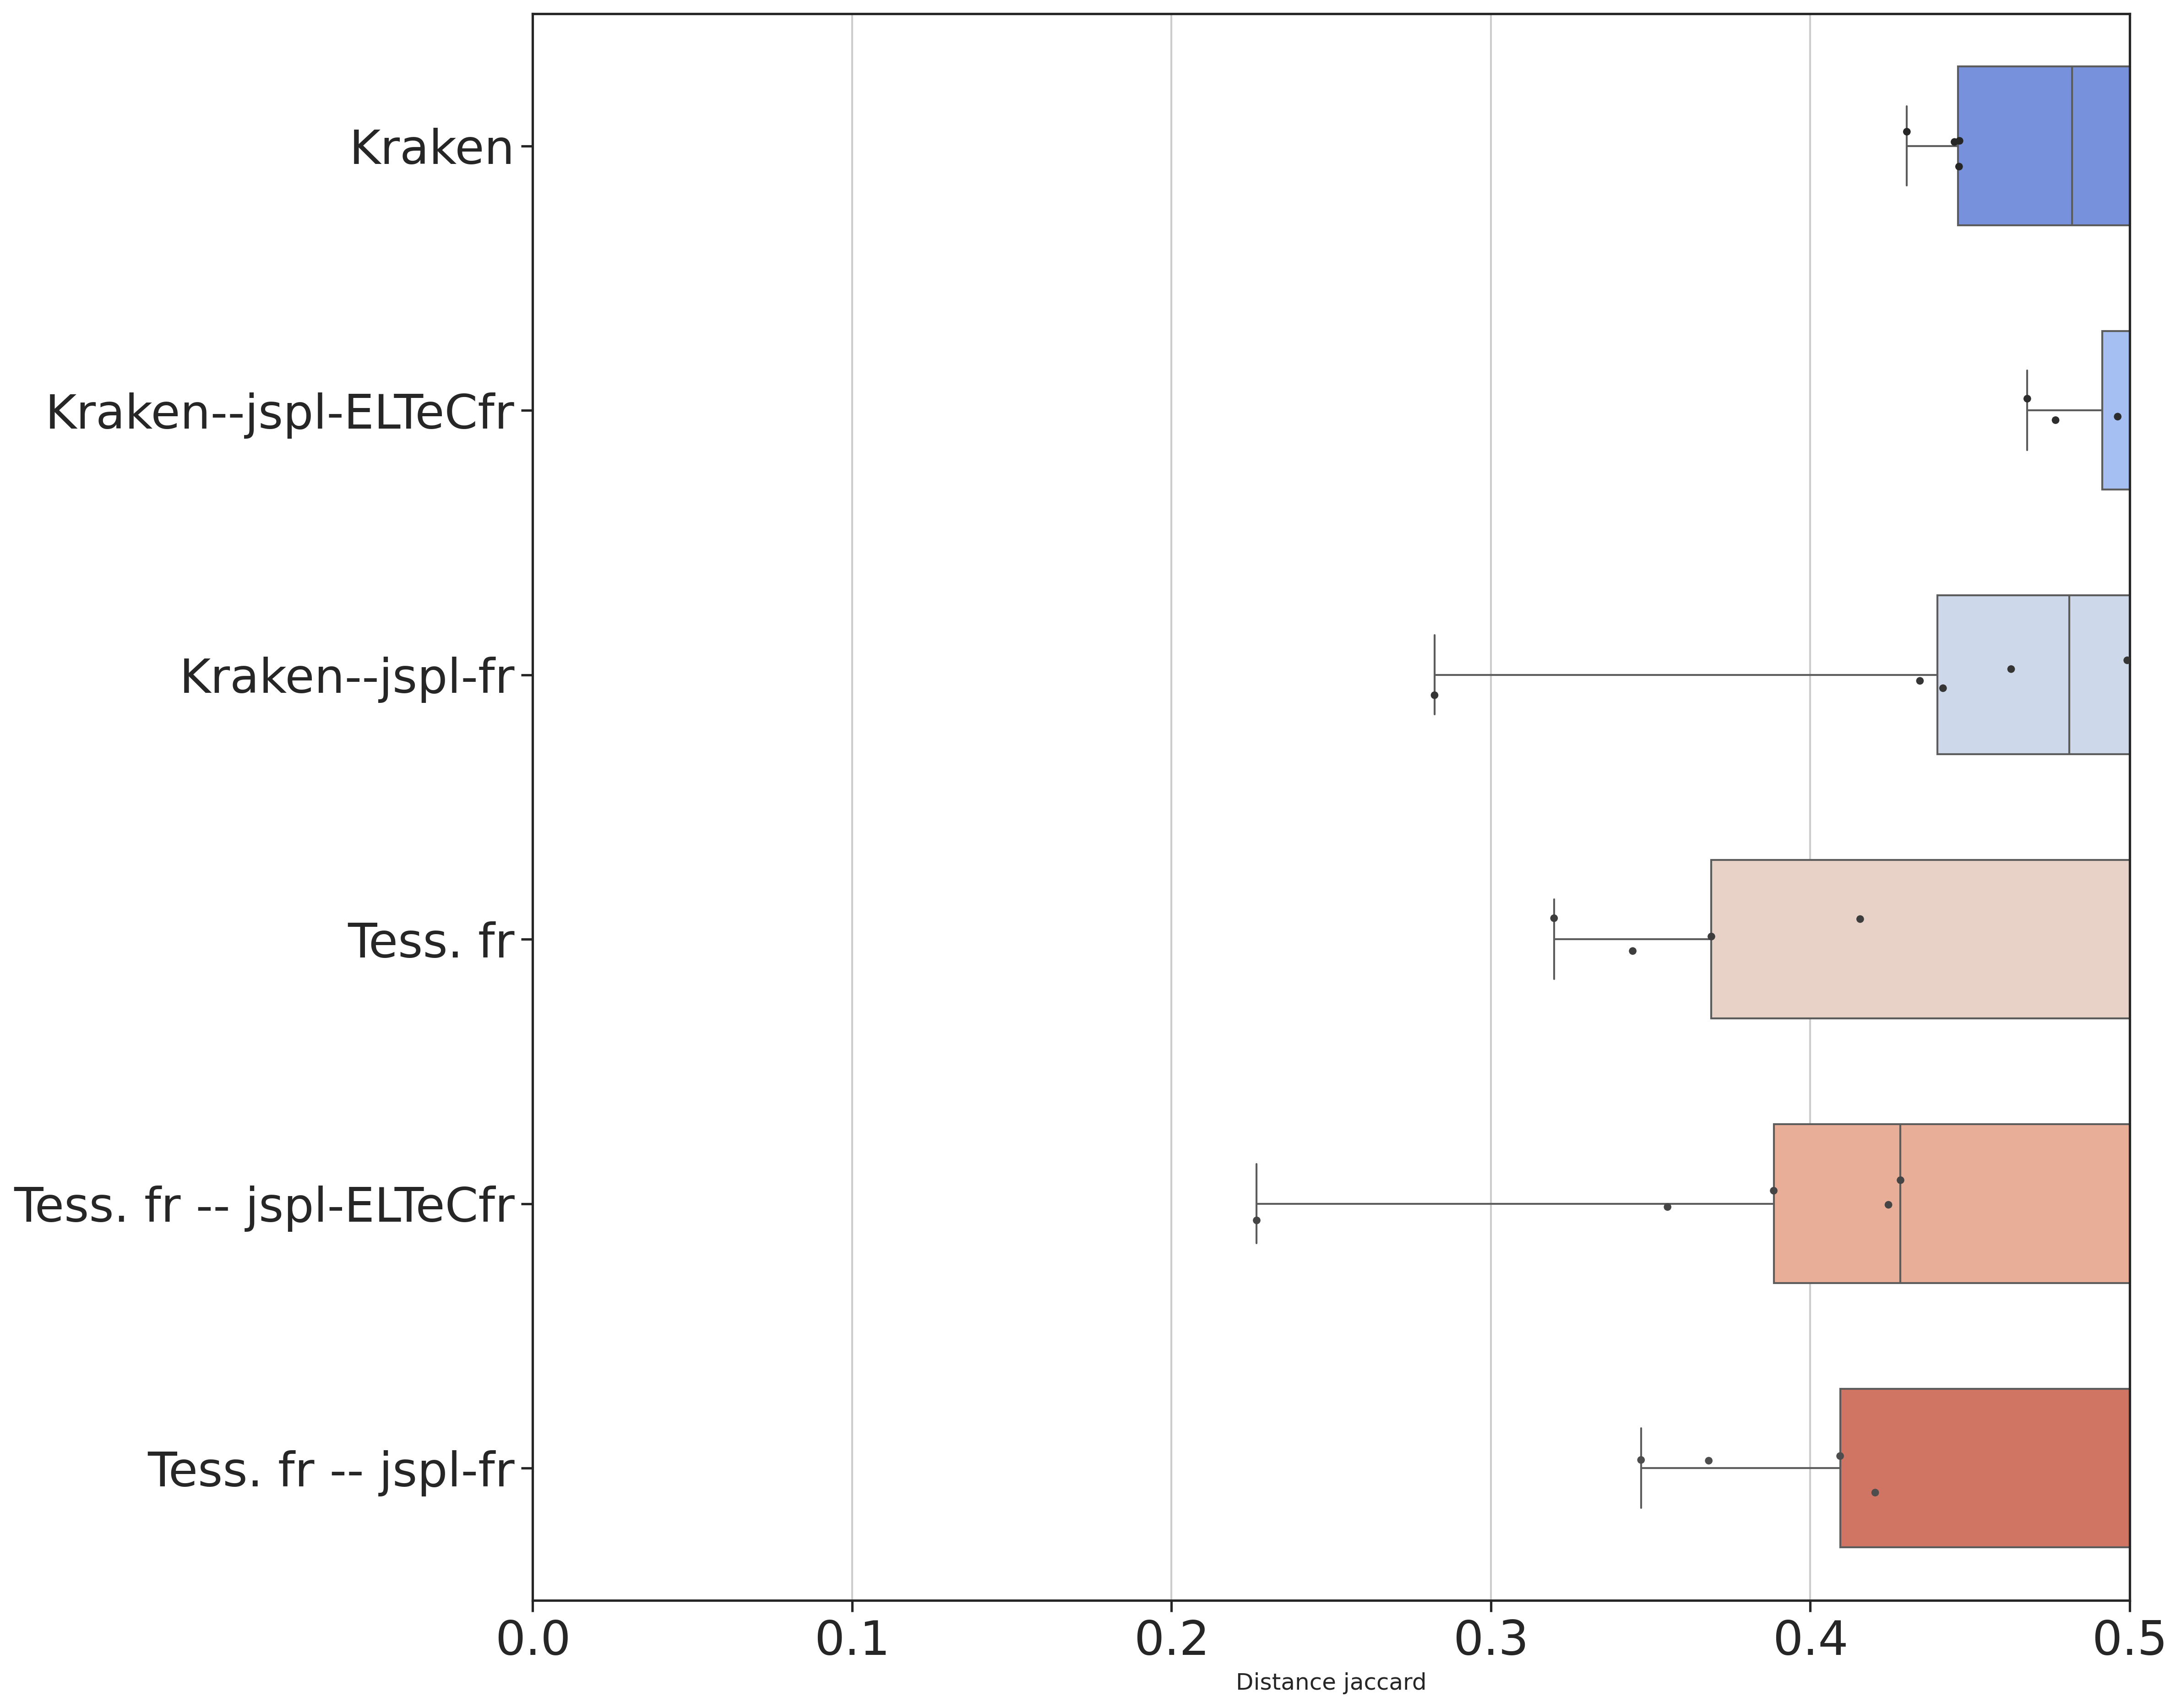 Kraken
Kraken--jspl-ELTeCfr
Kraken--jspl-fr
Tess. fr
Tess. fr -- jspl-ELTeCfr
Tess. fr -- jspl-fr
0.0 0.1 0.2 0.3 0.4 0.5
Distance jaccard